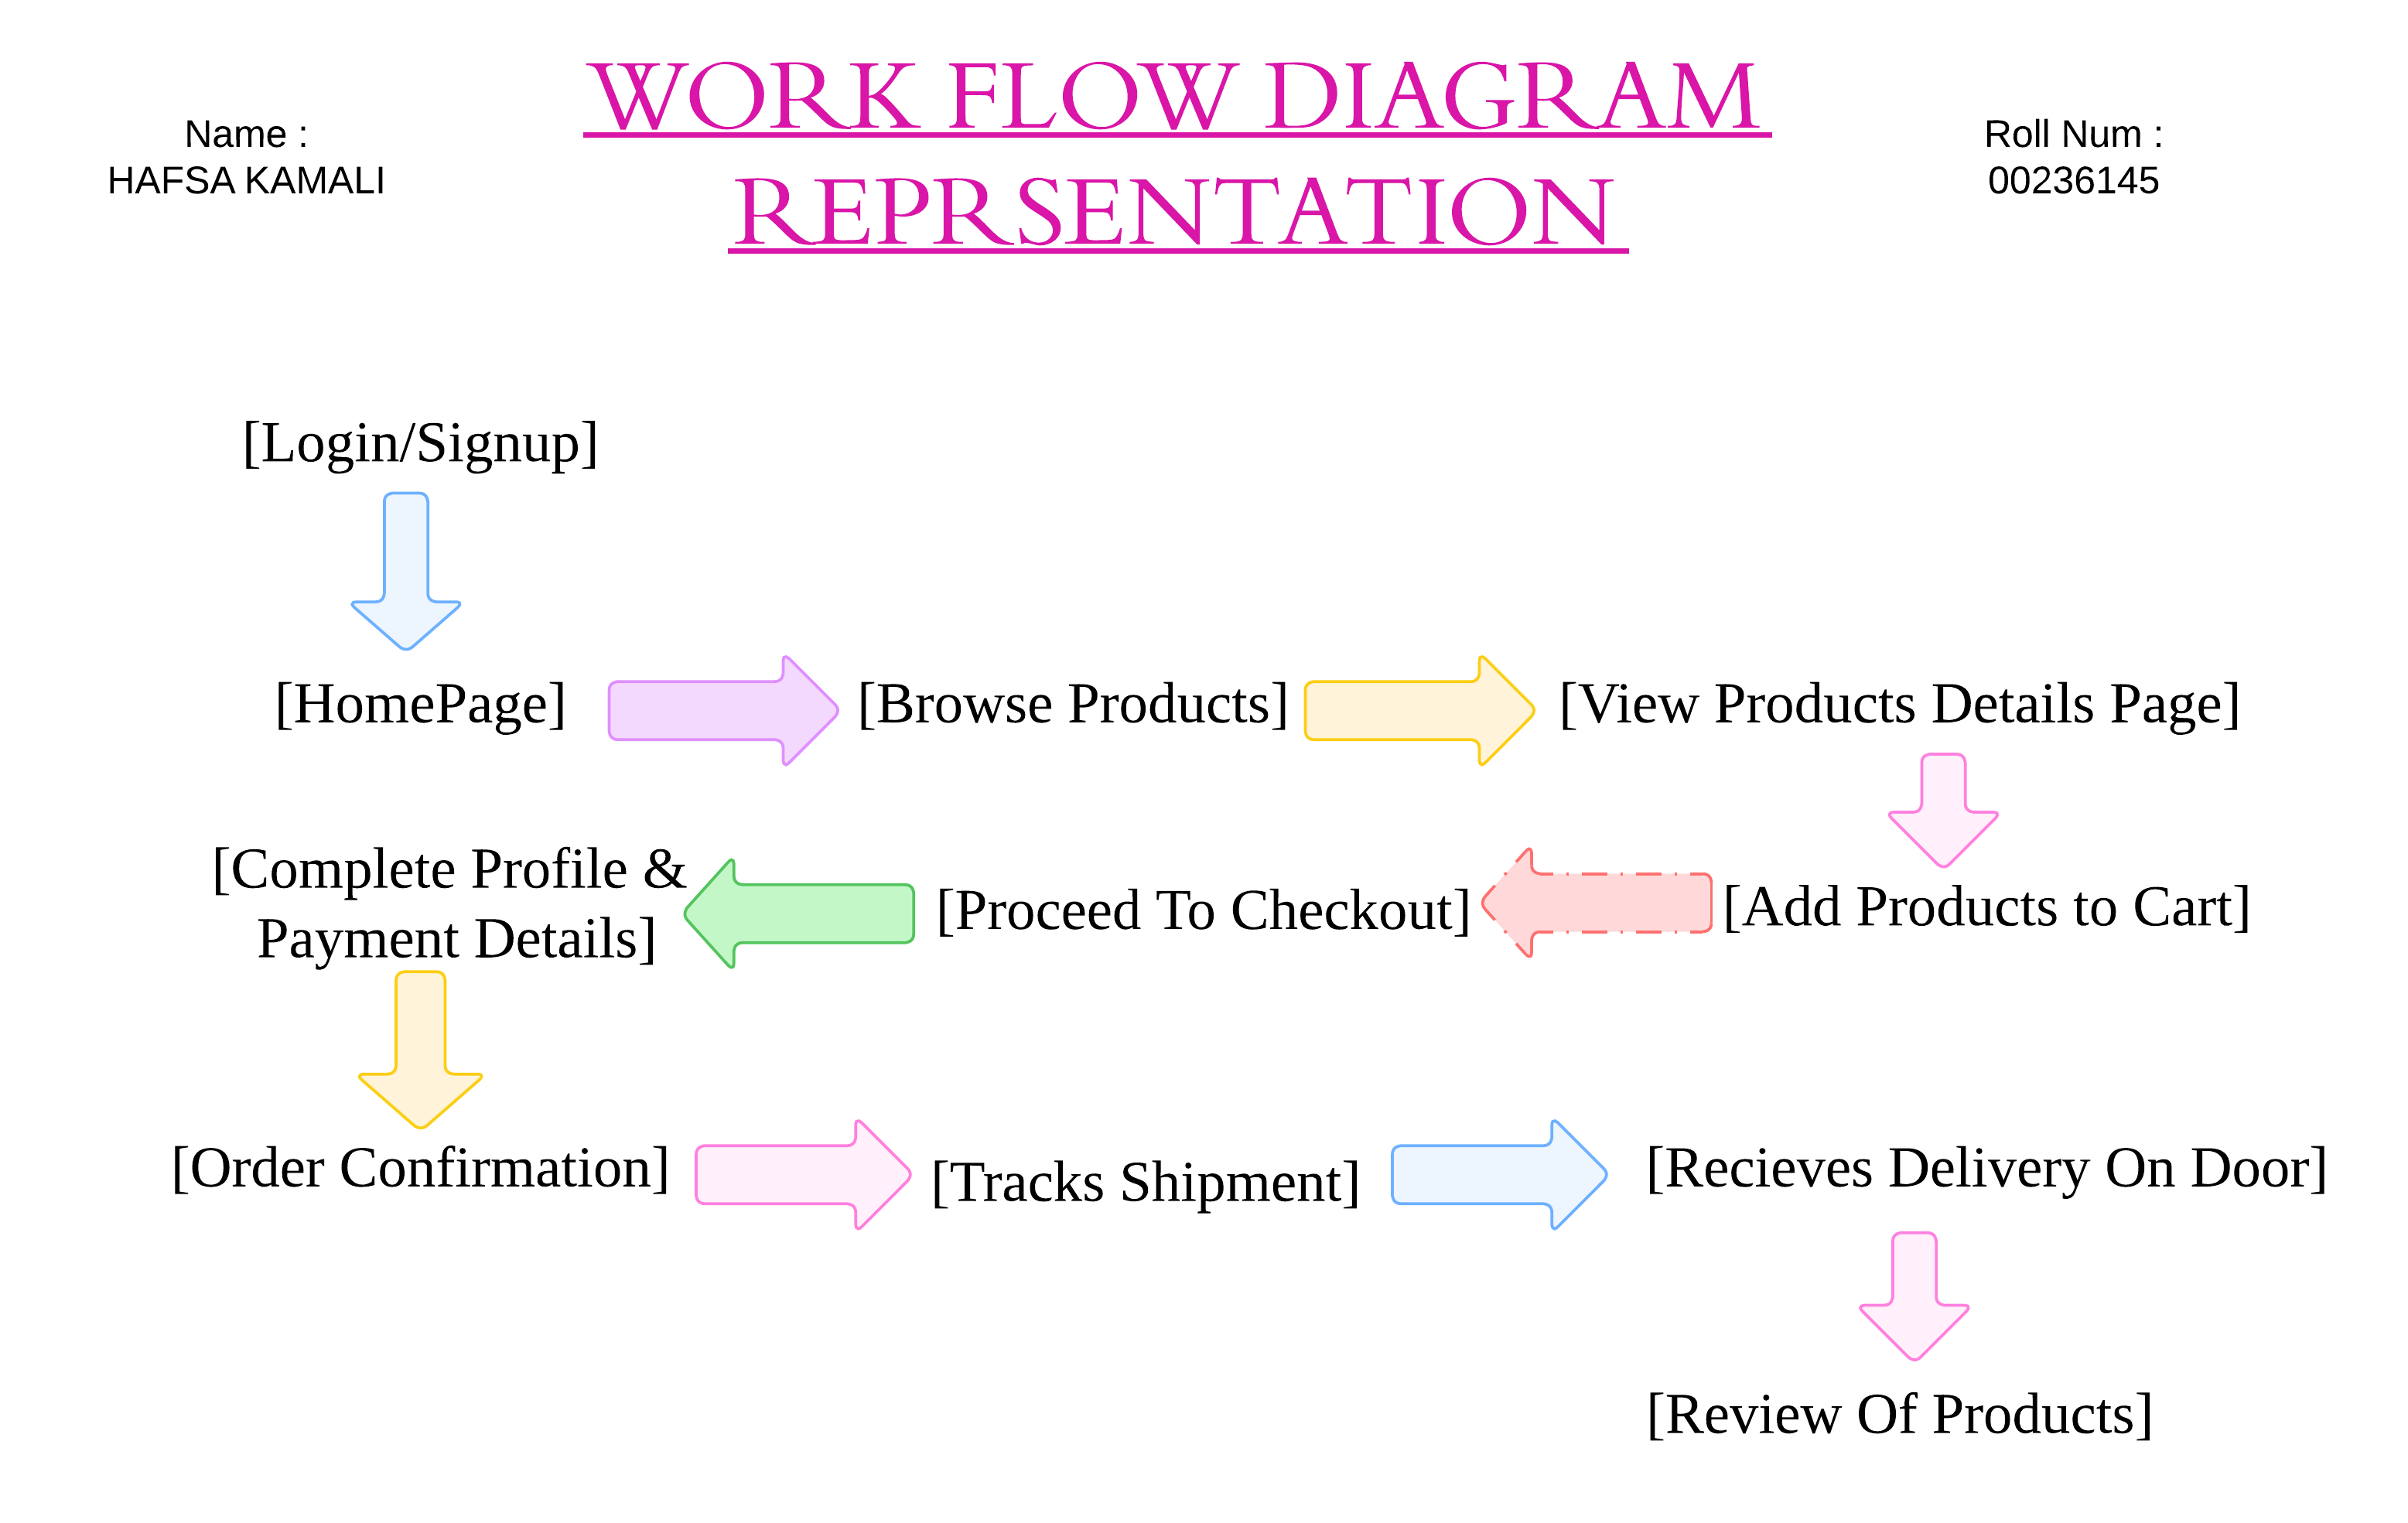 WORK FLOW DIAGRAM
REPRSENTATION
Name :
HAFSA KAMALI
Roll Num :
00236145
[Login/Signup]
[HomePage]
[Browse Products]
[View Products Details Page]
[Complete Profile &
Payment Details]
[Proceed To Checkout]
[Add Products to Cart]
[Order Confirmation]
[Tracks Shipment]
[Recieves Delivery On Door]
[Review Of Products]